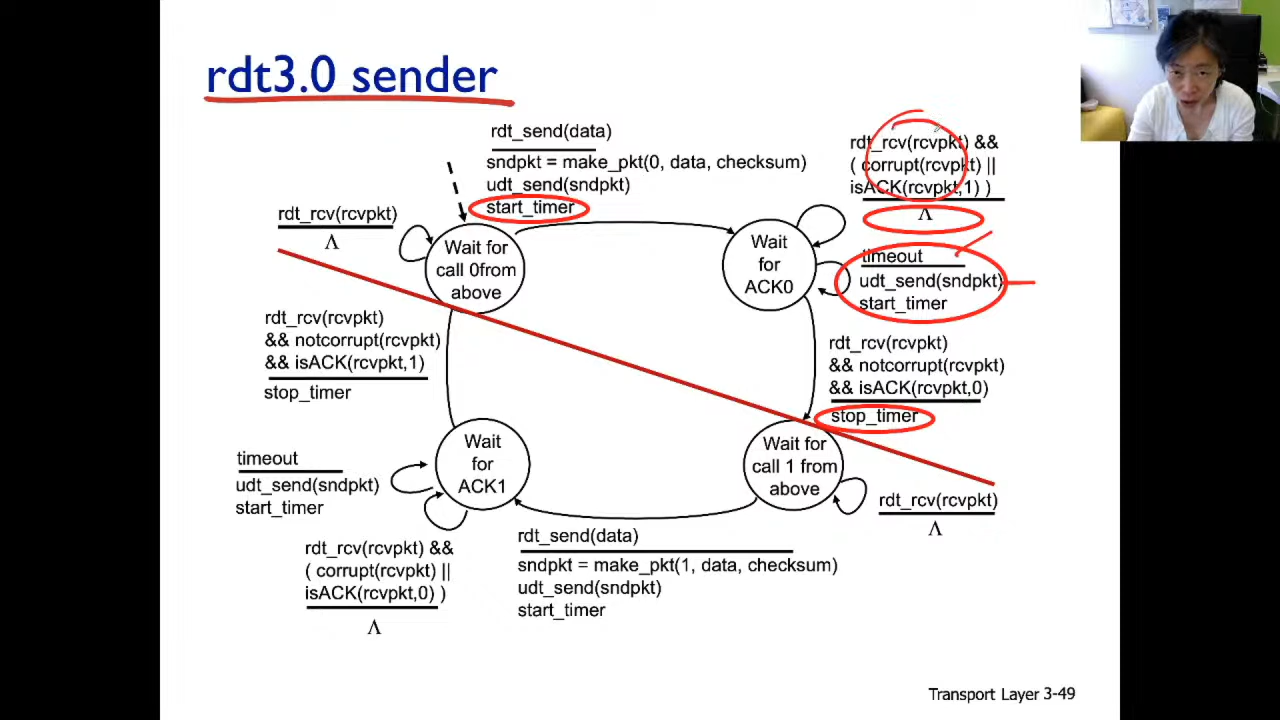 rdt3.0 sender
rdt_send(data)
sndpkt = make_pkt(0, data, checksum)
udt_send(sndpkt)
start_timer
rdt_rcv(rcvpkt) &&
( corrupt(rcvpkt) ||
isACK(rcvpkt,1) )
Λ
rdt_rcv(rcvpkt)
Λ
Wait for
call 0from
above
Wait
for
ACK0
timeout
udt_send(sndpkt)
start_timer
rdt_rcv(rcvpkt)
&& notcorrupt(rcvpkt)
&& isACK(rcvpkt,1)
stop_timer
rdt_rcv(rcvpkt)
&& notcorrupt(rcvpkt)
&& isACK(rcvpkt,0)
stop_timer
Wait
for
ACK1
Wait for
call 1 from
above
timeout
udt_send(sndpkt)
start_timer
rdt_rcv(rcvpkt)
Λ
rdt_rcv(rcvpkt) &&
( corrupt(rcvpkt) ||
isACK(rcvpkt,0) )
Λ
rdt_send(data)
sndpkt = make_pkt(1, data, checksum)
udt_send(sndpkt)
start_timer
Transport Layer 3-49